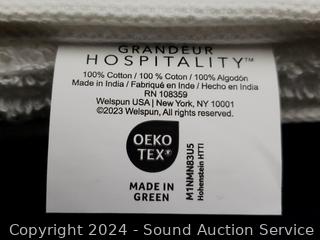 GRANDEUR
HOSPITALITY™
100% Cotton / 100 % Coton / 100% Algodón
Made in India / Fabriqué en Inde / Hecho en India
RN 108359
Welspun USA | New York, NY 10001
©2023 Welspun, All rights reserved.
OEKO
TEX®
MADE IN
GREEN
M1NMN83U5
Hohenstein HTTI
Copyright 2024 - Sound Auction Service